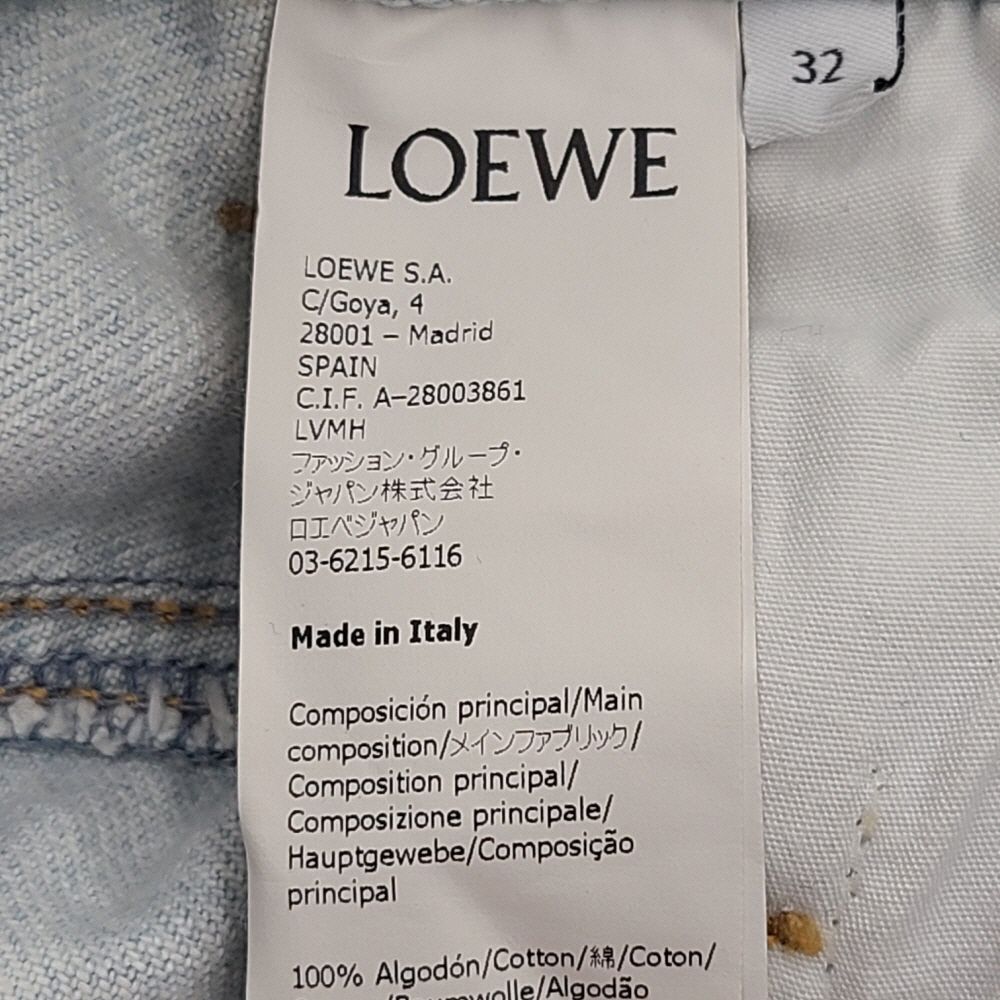 32
LOEWE
LOEWE S.A.
C/Goya, 4
28001 – Madrid
SPAIN
C.I.F. A–28003861
LVMH
ファッション・グループ・
ジャパン株式会社
ロエベジャパン
03-6215-6116
Made in Italy
Composición principal/Main
composition/メインファブリック/
Composition principal/
Composizione principale/
Hauptgewebe/Composição
principal
100% Algodón/Cotton/綿/Coton/
/Baumwolle/Algodão